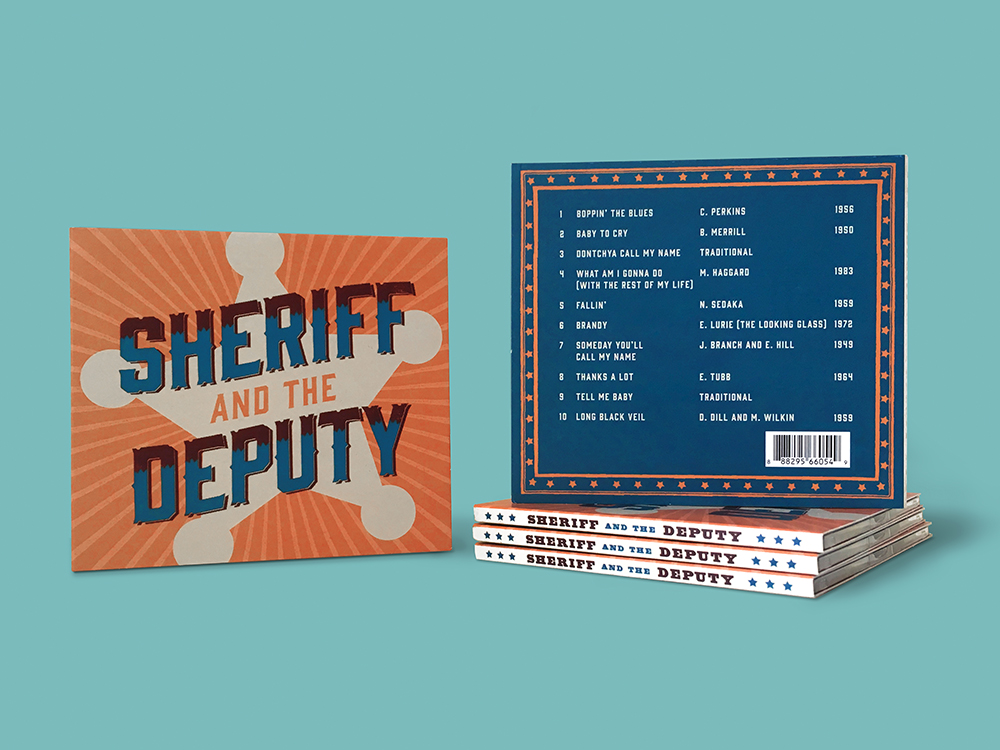 SHERIFF
AND THE
DEPUTY
1 BOPPIN' THE BLUES C. PERKINS 1956
2 BABY TO CRY B. MERRILL 1950
3 DONTCHYA CALL MY NAME TRADITIONAL
4 WHAT AM I GONNA DO M. HAGGARD 1983
(WITH THE REST OF MY LIFE)
5 FALLIN' N. SEDAKA 1959
6 BRANDY E. LURIE (THE LOOKING GLASS) 1972
7 SOMEDAY YOU'LL J. BRANCH AND E. HILL 1949
CALL MY NAME
8 THANKS A LOT E. TUBB 1964
9 TELL ME BABY TRADITIONAL
10 LONG BLACK VEIL D. DILL AND M. WILKIN 1959
8 88295 66054 9
SHERIFF AND THE DEPUTY
SHERIFF AND THE DEPUTY
SHERIFF AND THE DEPUTY